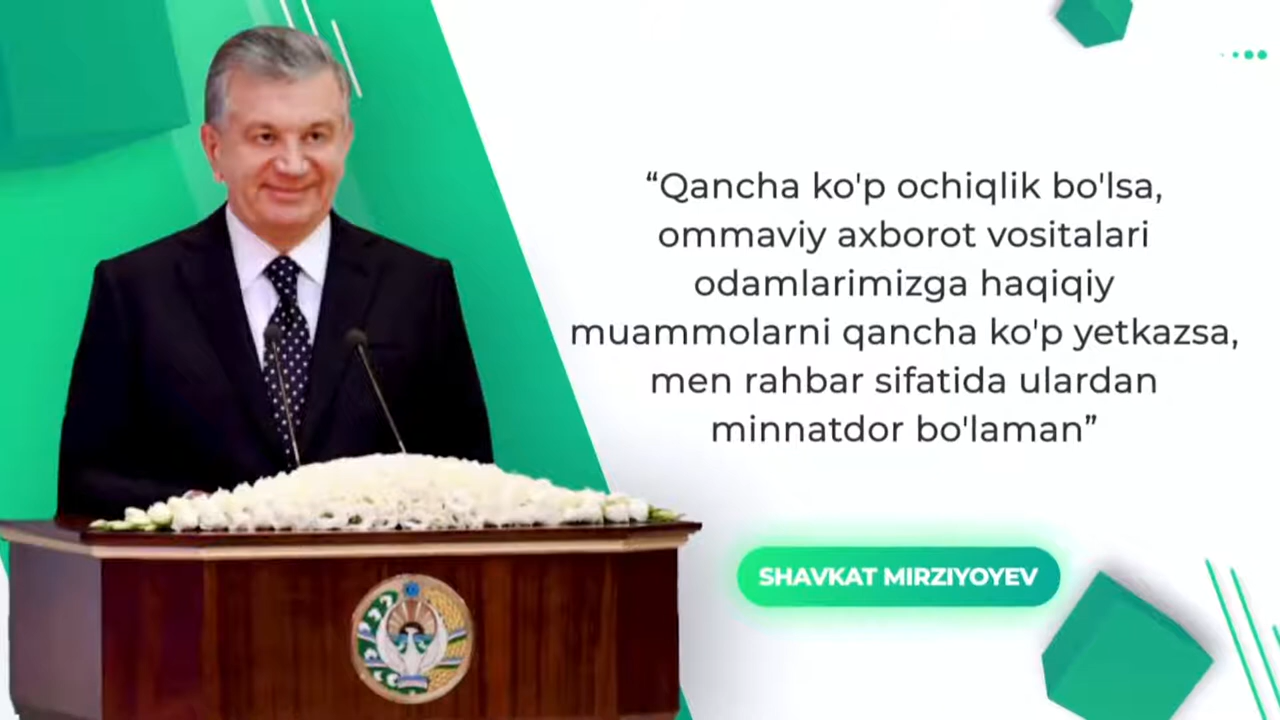 “Qancha ko'p ochiqlik bo'lsa,
ommaviy axborot vositalari
odamlarimizga haqiqiy
muammolarni qancha ko'p yetkazsa,
men rahbar sifatida ulardan
minnatdor bo'laman”
SHAVKAT MIRZIYOYEV